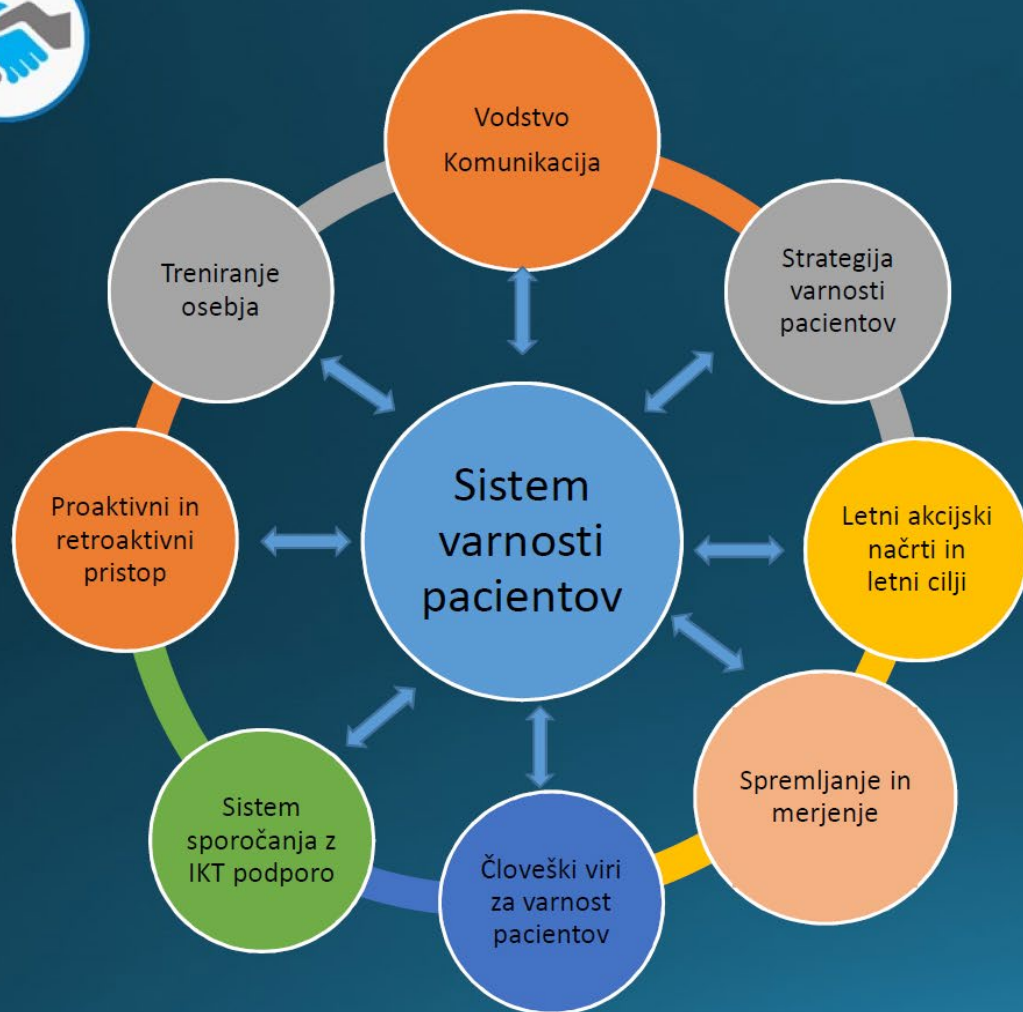 Vodstvo
Komunikacija
Strategija
varnosti
pacientov
Letni akcijski
načrti in
letni cilji
Spremljanje in
merjenje
Človeški viri
za varnost
pacientov
Sistem
sporočanja z
IKT podporo
Proaktivni in
retroaktivni
pristop
Treniranje
osebja
Sistem
varnosti
pacientov